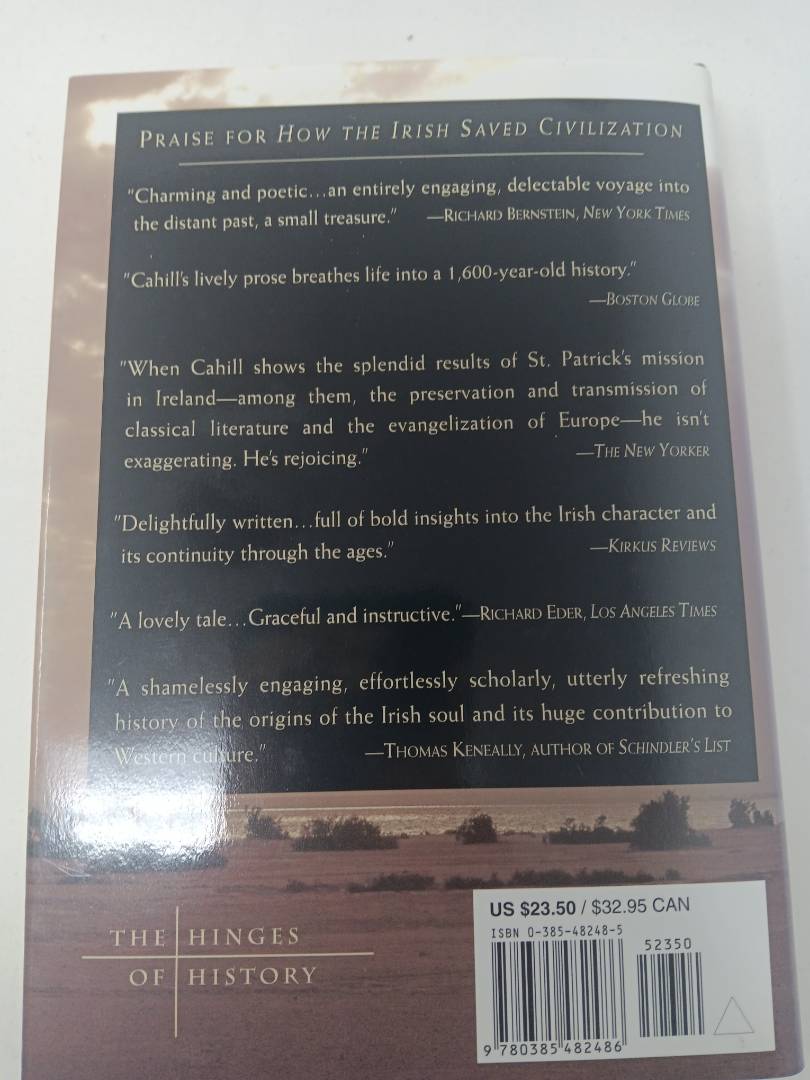 PRAISE FOR HOW THE IRISH SAVED CIVILIZATION
"Charming and poetic...an entirely engaging, delectable voyage into
the distant past, a small treasure." —RICHARD BERNSTEIN, NEW YORK TIMES
"Cahill's lively prose breathes life into a 1,600-year-old history."
—BOSTON GLOBE
"When Cahill shows the splendid results of St. Patrick's mission
in Ireland—among them, the preservation and transmission of
classical literature and the evangelization of Europe—he isn't
exaggerating. He's rejoicing." —THE NEW YORKER
"Delightfully written...full of bold insights into the Irish character and
its continuity through the ages." —KIRKUS REVIEWS
"A lovely tale...Graceful and instructive."—RICHARD EDER, LOS ANGELES TIMES
"A shamelessly engaging, effortlessly scholarly, utterly refreshing
history of the origins of the Irish soul and its huge contribution to
Western culture." —THOMAS KENEALLY, AUTHOR OF SCHINDLER'S LIST
THE HINGES
OF HISTORY
US $23.50 / $32.95 CAN
ISBN 0-385-48248-5
52350
9 780385 482486